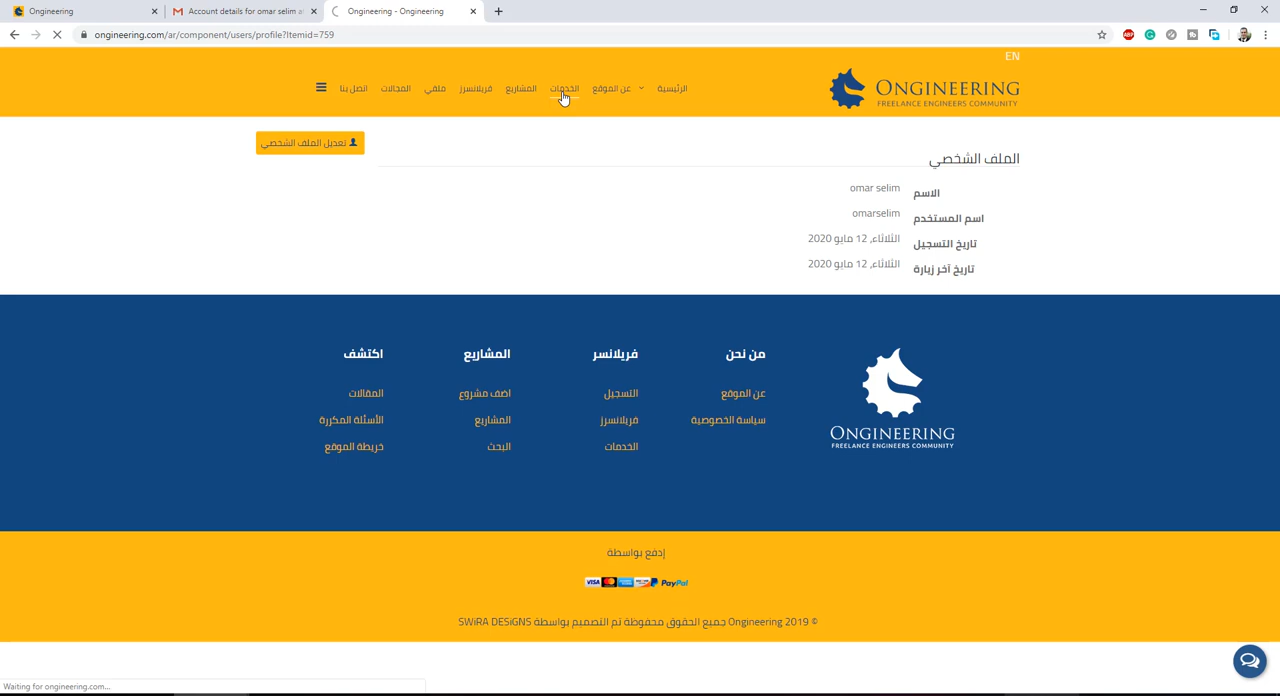 Ongineering
Account details for omar selim a
Ongineering - Ongineering
ongineering.com/ar/component/users/profile?Itemid=759
ABP
EN
الرئيسية
عن الموقع
الخدمات
المشاريع
فريلانسرز
ملفي
المجالات
اتصل بنا
ONGINEERING
FREELANCE ENGINEERS COMMUNITY
تعديل الملف الشخصي
الملف الشخصي
الاسم omar selim
اسم المستخدم omarselim
تاريخ التسجيل الثلاثاء, 12 مايو 2020
تاريخ آخر زيارة الثلاثاء, 12 مايو 2020
ONGINEERING
FREELANCE ENGINEERS COMMUNITY
من نحن
عن الموقع
سياسة الخصوصية
فريلانسر
التسجيل
فريلانسرز
الخدمات
المشاريع
اضف مشروع
المشاريع
البحث
اكتشف
المقالات
الأسئلة المكررة
خريطة الموقع
إدفع بواسطة
VISA PayPal
© 2019 Ongineering جميع الحقوق محفوظة تم التصميم بواسطة SWiRA DESiGNS
Waiting for ongineering.com...